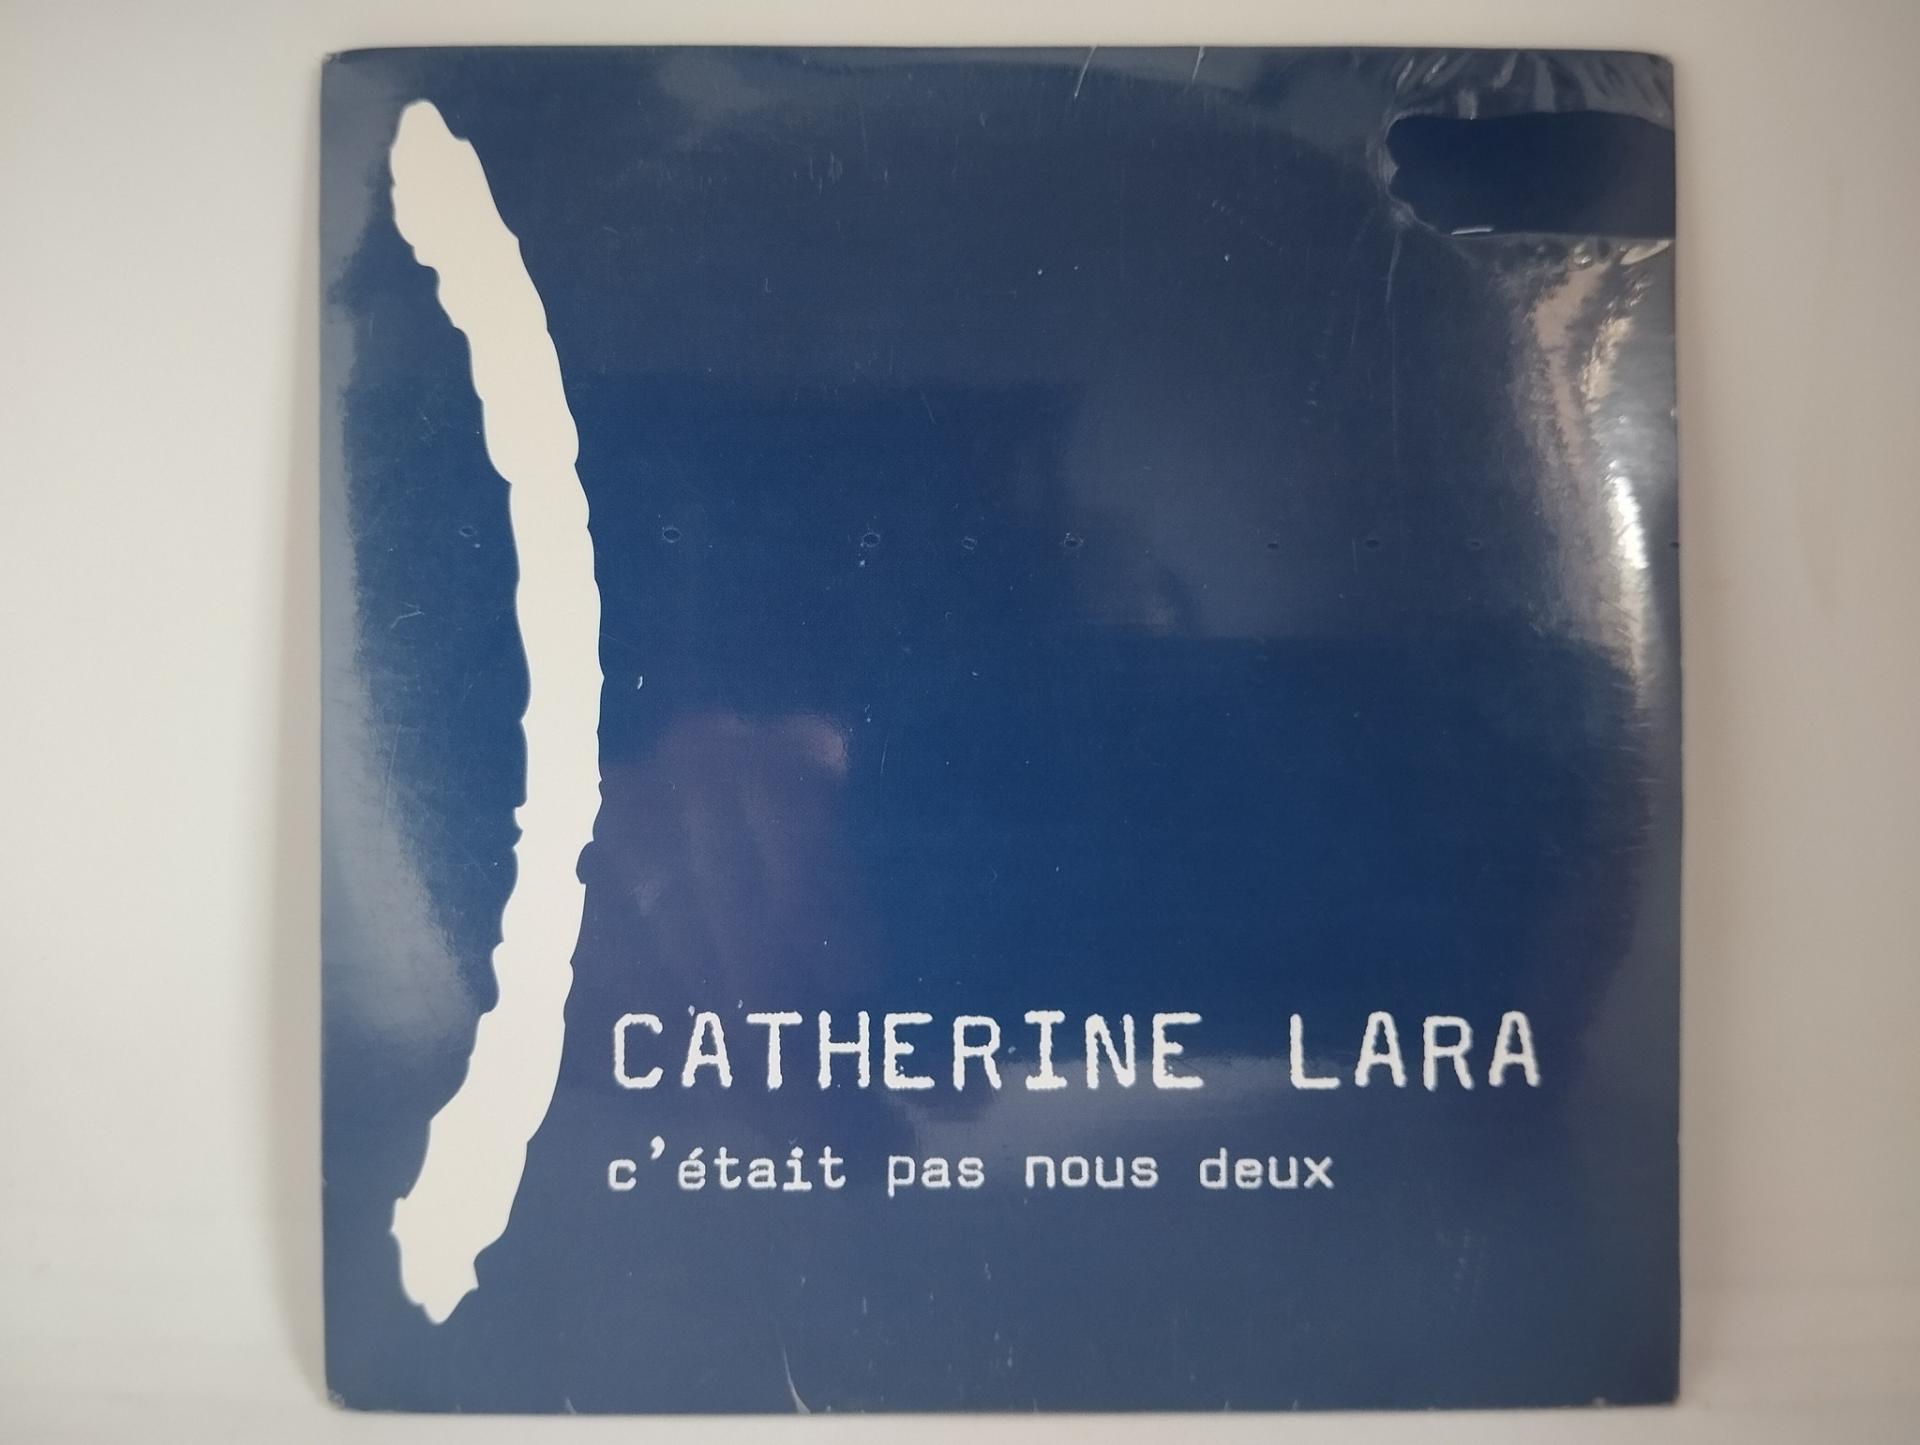 CATHERINE LARA
c'était pas nous deux